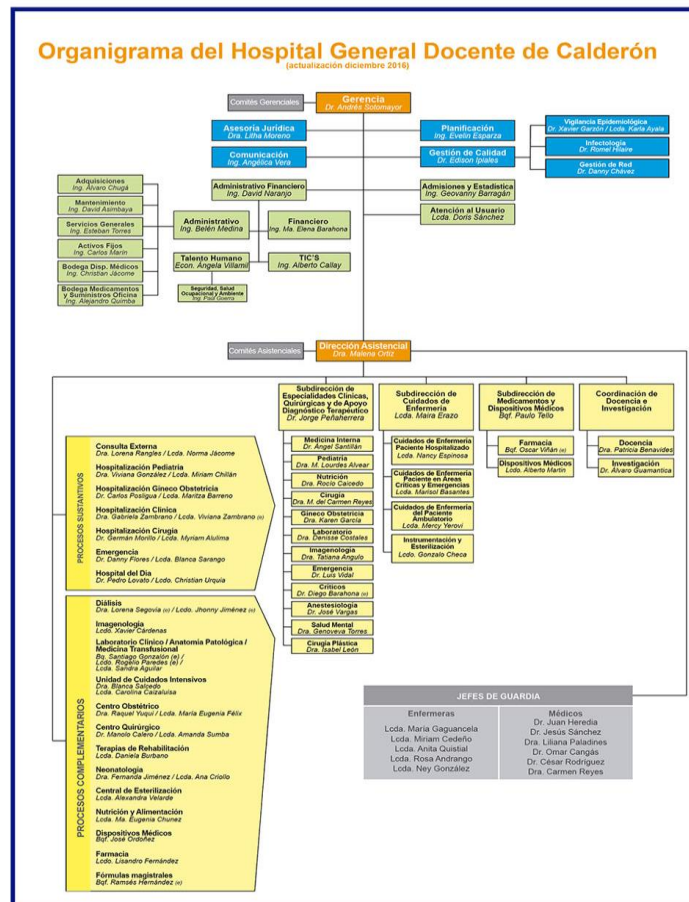 Organigrama del Hospital General Docente de Calderón
(actualización diciembre 2016)
Comités Gerenciales
Gerencia
Dr. Andrés Sotomayor
Asesoría Jurídica
Dra. Litha Moreno
Planificación
Ing. Evelin Esparza
Comunicación
Ing. Angélica Vera
Gestión de Calidad
Dr. Edison Ipiales
Vigilancia Epidemiológica
Dr. Xavier Garzón / Lcda. Karla Ayala
Infectología
Dr. Romel Hilaire
Gestión de Red
Dr. Danny Chávez
Administrativo Financiero
Ing. David Naranjo
Admisiones y Estadística
Ing. Geovanny Barragán
Atención al Usuario
Lcda. Doris Sánchez
Adquisiciones
Ing. Álvaro Chugá
Mantenimiento
Ing. David Asimbaya
Servicios Generales
Ing. Esteban Torres
Activos Fijos
Ing. Carlos Marín
Bodega Disp. Médicos
Ing. Christian Jácome
Bodega Medicamentos
y Suministros Oficina
Ing. Alejandro Quimba
Administrativo
Ing. Belén Medina
Financiero
Ing. Ma. Elena Barahona
Talento Humano
Econ. Ángela Villamil
TIC'S
Ing. Alberto Callay
Seguridad, Salud
Ocupacional y Ambiente
Ing. Paúl Guerra
Comités Asistenciales
Dirección Asistencial
Dra. Malena Ortiz
Subdirección de
Especialidades Clínicas,
Quirúrgicas y de Apoyo
Diagnóstico Terapéutico
Dr. Jorge Peñaherrera
Medicina Interna
Dr. Ángel Santillán
Pediatría
Dra. M. Lourdes Alvear
Nutrición
Dra. Rocío Caicedo
Cirugía
Dra. M. del Carmen Reyes
Gineco Obstetricia
Dra. Karen García
Laboratorio
Dra. Denisse Costales
Imagenología
Dra. Tatiana Angulo
Emergencia
Dr. Luis Vidal
Críticos
Dr. Diego Barahona (e)
Anestesiología
Dr. José Vargas
Salud Mental
Dra. Genoveva Torres
Cirugía Plástica
Dra. Isabel León
Subdirección de
Cuidados de
Enfermería
Lcda. Maira Erazo
Cuidados de Enfermería
Paciente Hospitalizado
Lcda. Nancy Espinosa
Cuidados de Enfermería
Paciente en Areas
Críticas y Emergencias
Lcda. Marisol Basantes
Cuidados de Enfermería
del Paciente
Ambulatorio
Lcda. Mercy Yerovi
Instrumentación y
Esterilización
Lcdo. Gonzalo Checa
Subdirección de
Medicamentos y
Dispositivos Médicos
Bqf. Paulo Tello
Farmacia
Bqf. Oscar Viñán (e)
Dispositivos Médicos
Lcdo. Alberto Martin
Coordinación de
Docencia e
Investigación
Docencia
Dra. Patricia Benavides
Investigación
Dr. Álvaro Guamantica
PROCESOS SUSTANTIVOS
Consulta Externa
Dra. Lorena Rangles / Lcda. Norma Jácome
Hospitalización Pediatría
Dra. Viviana González / Lcda. Miriam Chillán
Hospitalización Gineco Obstetricia
Dr. Carlos Posligua / Lcda. Maritza Barreno
Hospitalización Clínica
Dra. Gabriela Zambrano / Lcda. Viviana Zambrano (e)
Hospitalización Cirugía
Dr. Germán Morillo / Lcda. Myriam Alulima
Emergencia
Dr. Danny Flores / Lcda. Blanca Sarango
Hospital del Día
Dr. Pedro Lovato / Lcdo. Christian Urquía
PROCESOS COMPLEMENTARIOS
Diálisis
Dra. Lorena Segovia (e) / Lcdo. Jhonny Jiménez (e)
Imagenología
Lcdo. Xavier Cárdenas
Laboratorio Clínico / Anatomía Patológica /
Medicina Transfusional
Bq. Santiago Gonzalón (e) /
Lcdo. Rogelio Paredes (e) /
Lcda. Sandra Aguilar
Unidad de Cuidados Intensivos
Dra. Blanca Salcedo
Lcda. Carolina Caizaluisa
Centro Obstétrico
Dra. Raquel Yuqui / Lcda. María Eugenia Félix
Centro Quirúrgico
Dr. Manolo Calero / Lcda. Amanda Sumba
Terapias de Rehabilitación
Lcda. Daniela Burbano
Neonatología
Dra. Fernanda Jiménez / Lcda. Ana Criollo
Central de Esterilización
Lcda. Alexandra Velarde
Nutrición y Alimentación
Lcda. Ma. Eugenia Chunez
Dispositivos Médicos
Bqf. José Ordoñez
Farmacia
Lcdo. Lisandro Fernández
Fórmulas magistrales
Bqf. Ramsés Hernández (e)
JEFES DE GUARDIA
Enfermeras
Lcda. María Gaguancela
Lcda. Miriam Cedeño
Lcda. Anita Quistial
Lcda. Rosa Andrango
Lcda. Ney González
Médicos
Dr. Juan Heredia
Dr. Jesús Sánchez
Dra. Liliana Paladines
Dr. Omar Cangás
Dr. César Rodríguez
Dra. Carmen Reyes